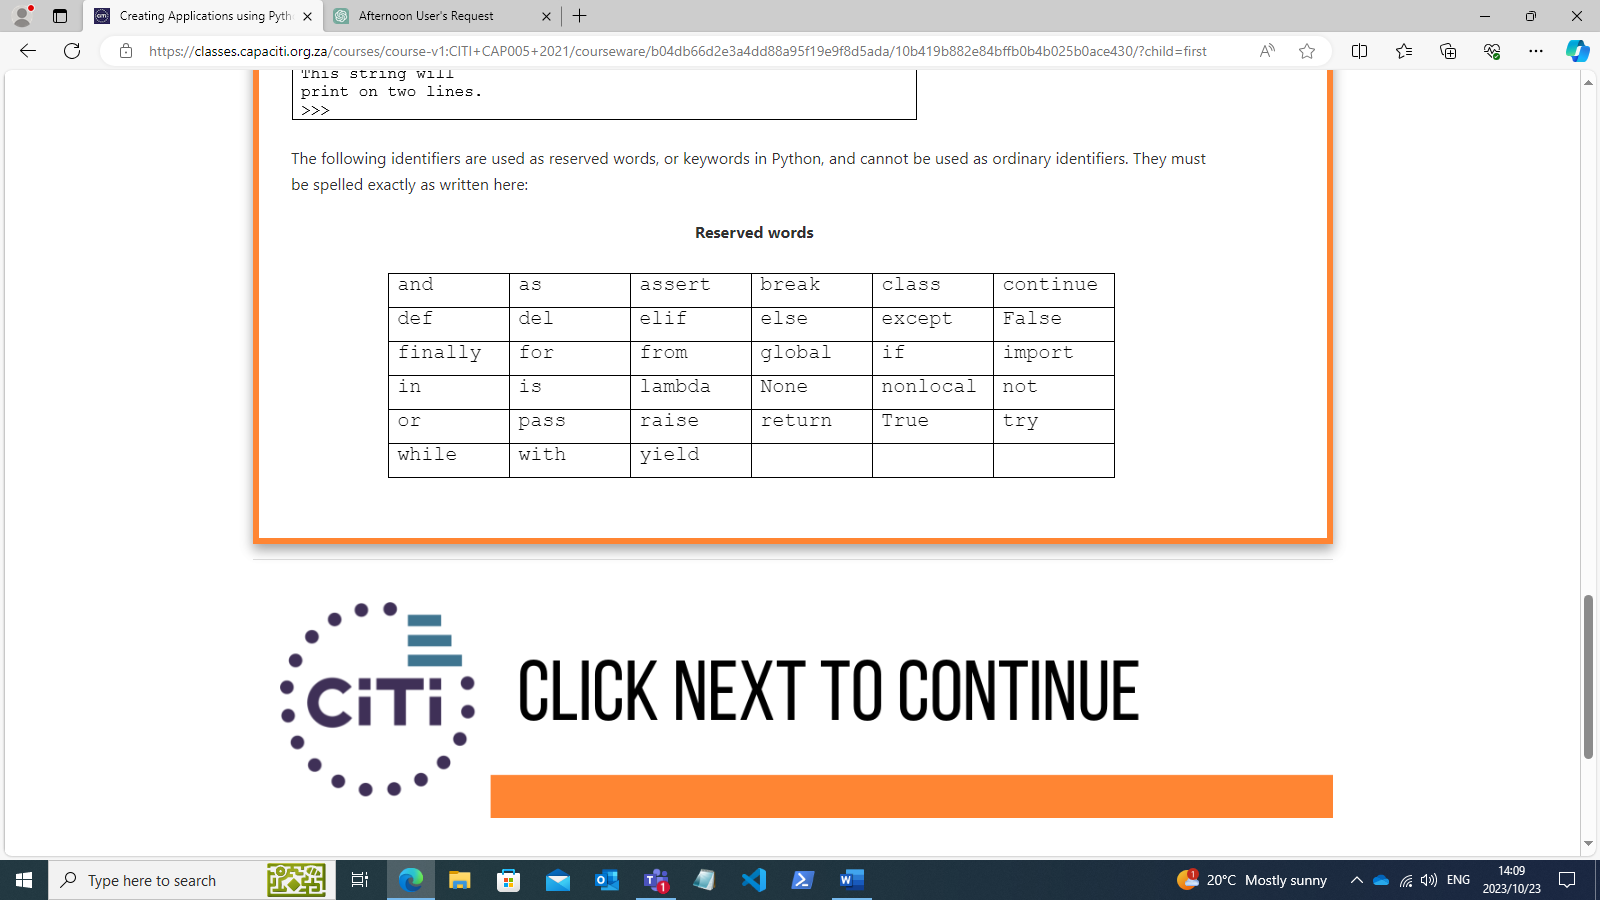 Creating Applications using Pyth
Afternoon User's Request
https://classes.capaciti.org.za/courses/course-v1:CITI+CAP005+2021/courseware/b04db66d2e3a4dd88a95f19e9f8d5ada/10b419b882e84bffb0b4b025b0ace430/?child=first
This string will
print on two lines.
>>>
The following identifiers are used as reserved words, or keywords in Python, and cannot be used as ordinary identifiers. They must
be spelled exactly as written here:
Reserved words
and as assert break class continue
def del elif else except False
finally for from global if import
in is lambda None nonlocal not
or pass raise return True try
while with yield
CiTi
CLICK NEXT TO CONTINUE
Type here to search
1
1
20°C Mostly sunny
ENG
14:09
2023/10/23